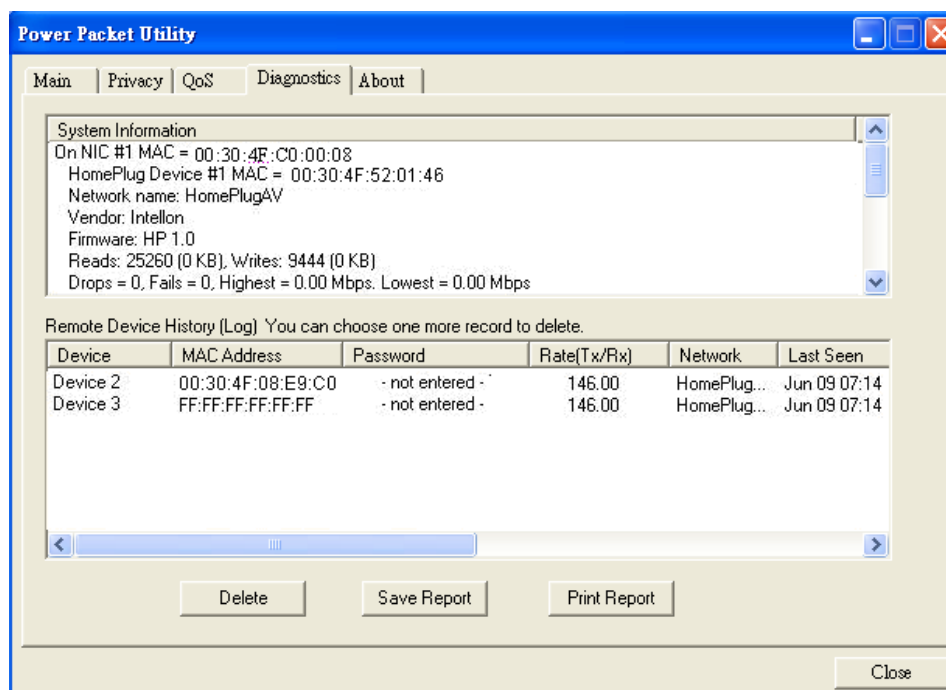 Power Packet Utility
Main Privacy QoS Diagnostics About
System Information
On NIC #1 MAC = 00:30:4F:C0:00:08
HomePlug Device #1 MAC = 00:30:4F:52:01:46
Network name: HomePlugAV
Vendor: Intellon
Firmware: HP 1.0
Reads: 25260 (0 KB), Writes: 9444 (0 KB)
Drops = 0, Fails = 0, Highest = 0.00 Mbps. Lowest = 0.00 Mbps
Remote Device History (Log) You can choose one more record to delete.
Device MAC Address Password Rate(Tx/Rx) Network Last Seen
Device 2 00:30:4F:08:E9:C0 - not entered - 146.00 HomePlug... Jun 09 07:14
Device 3 FF:FF:FF:FF:FF:FF - not entered - 146.00 HomePlug... Jun 09 07:14
Delete Save Report Print Report
Close